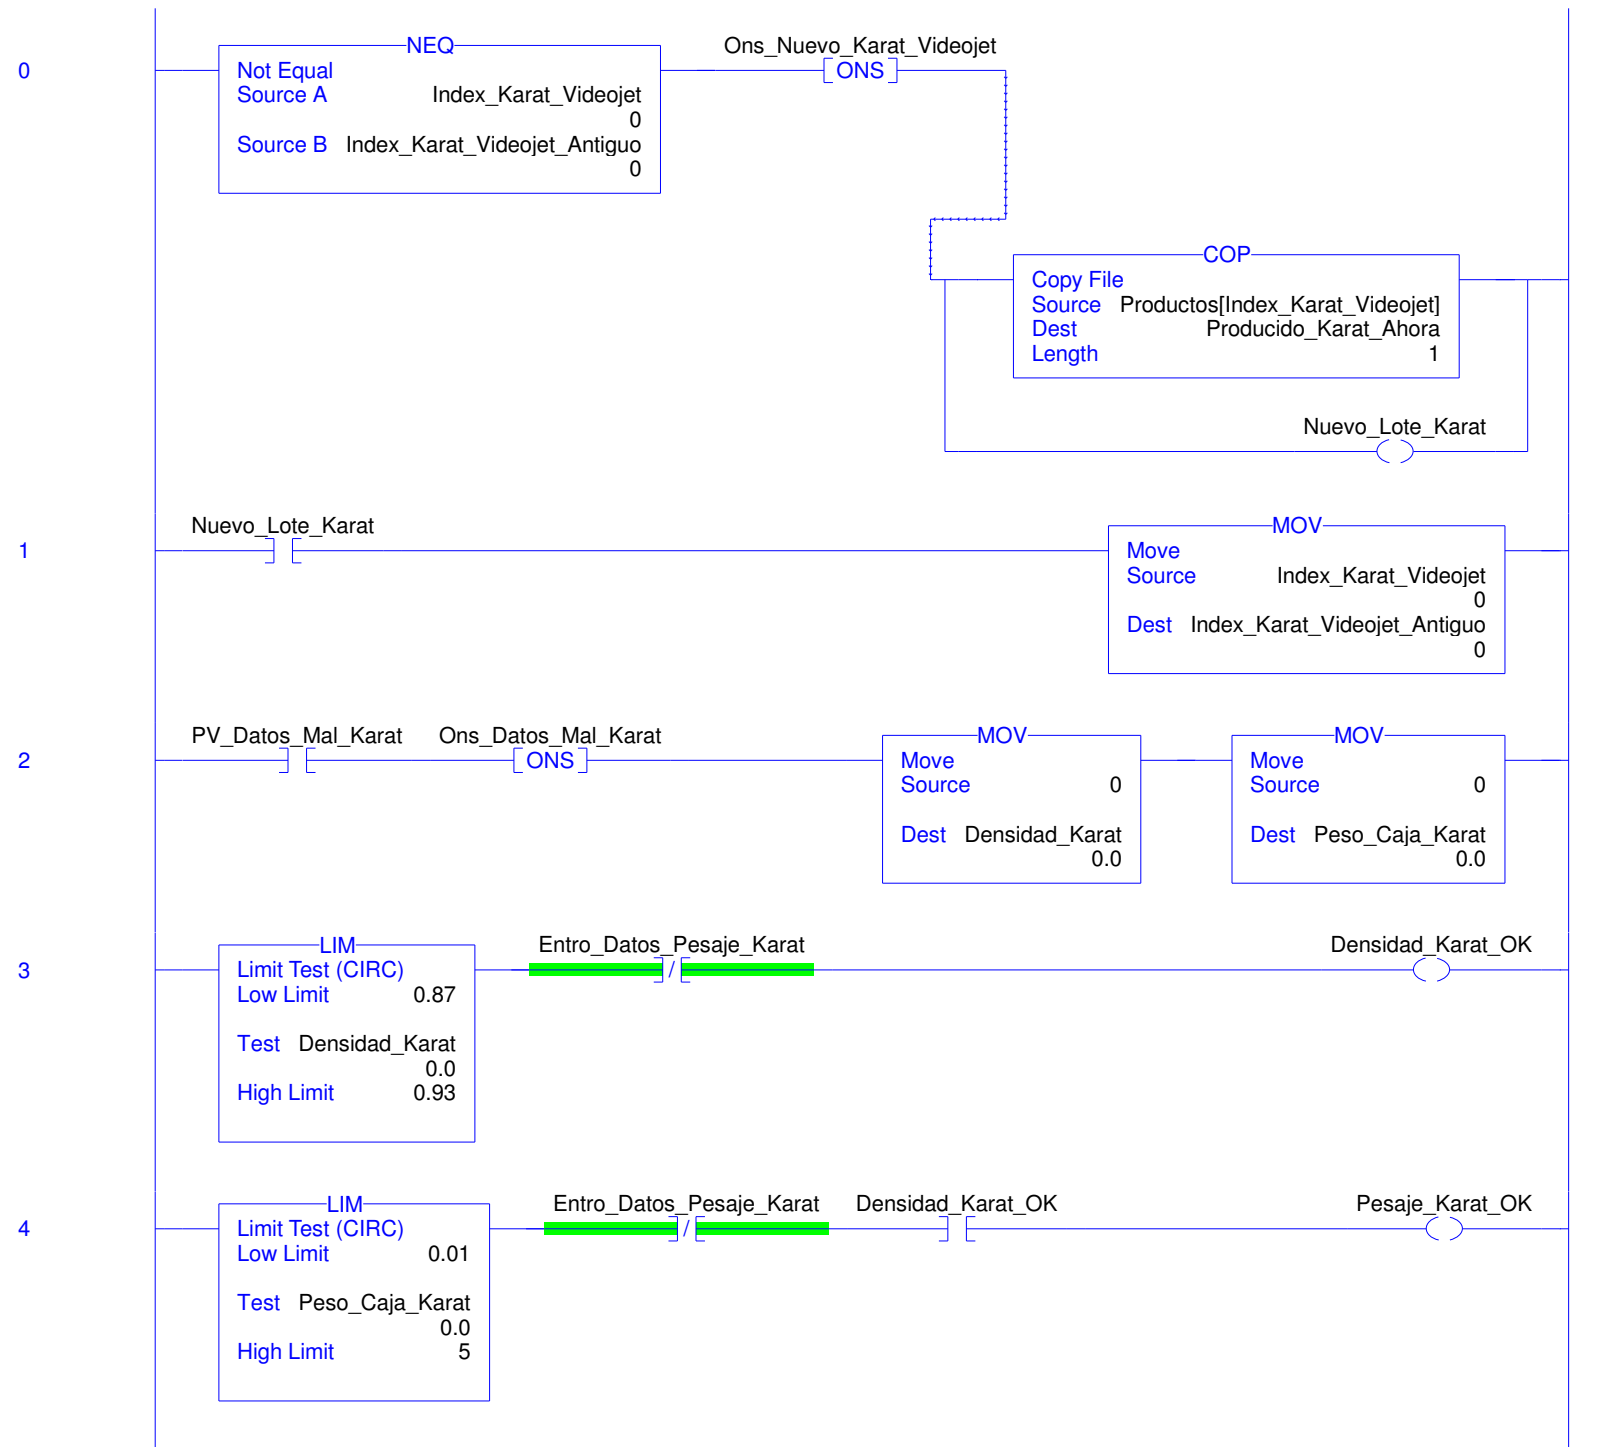 0
NEQ
Not Equal
Source A Index_Karat_Videojet
0
Source B Index_Karat_Videojet_Antiguo
0
Ons_Nuevo_Karat_Videojet
ONS
COP
Copy File
Source Productos[Index_Karat_Videojet]
Dest Producido_Karat_Ahora
Length 1
Nuevo_Lote_Karat
1
Nuevo_Lote_Karat
MOV
Move
Source Index_Karat_Videojet
0
Dest Index_Karat_Videojet_Antiguo
0
2
PV_Datos_Mal_Karat
Ons_Datos_Mal_Karat
ONS
MOV
Move
Source 0
Dest Densidad_Karat
0.0
MOV
Move
Source 0
Dest Peso_Caja_Karat
0.0
3
LIM
Limit Test (CIRC)
Low Limit 0.87
Test Densidad_Karat
0.0
High Limit 0.93
Entro_Datos_Pesaje_Karat
/
Densidad_Karat_OK
4
LIM
Limit Test (CIRC)
Low Limit 0.01
Test Peso_Caja_Karat
0.0
High Limit 5
Entro_Datos_Pesaje_Karat
/
Densidad_Karat_OK
Pesaje_Karat_OK